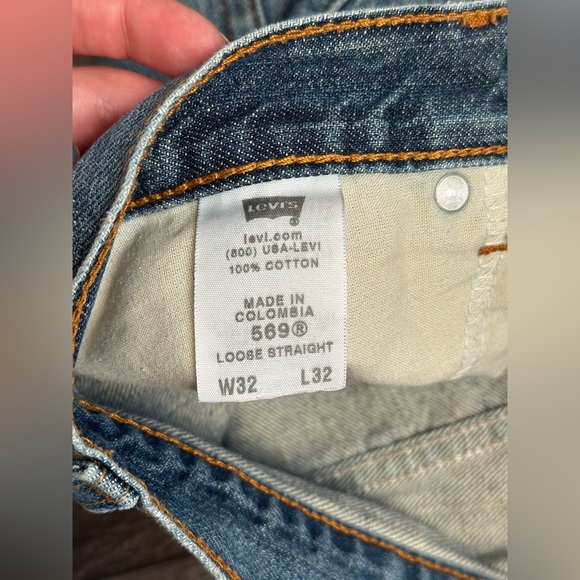 LEVI'S
®
levi.com
(800) USA-LEVI
100% COTTON
MADE IN
COLOMBIA
569®
LOOSE STRAIGHT
W32 L32